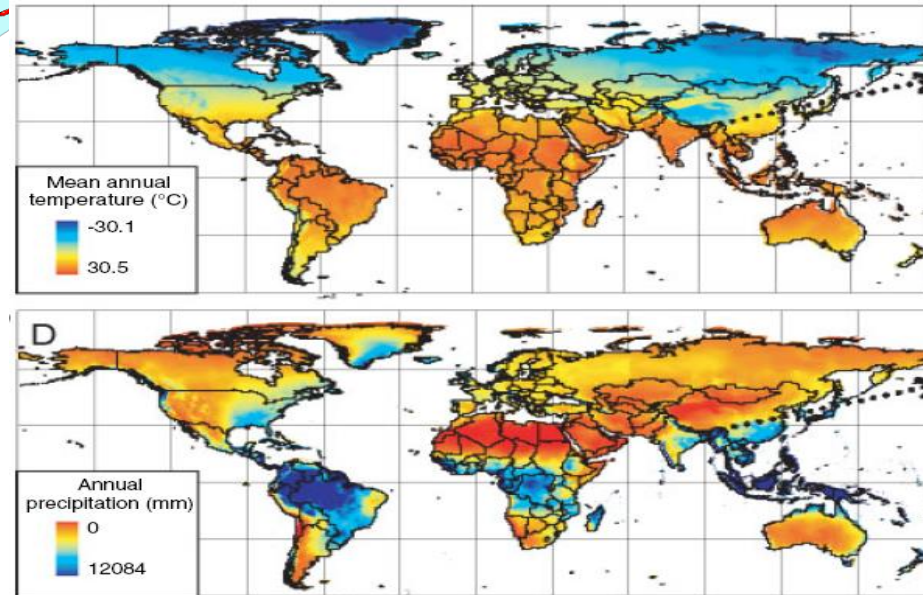 Mean annual
temperature (°C)
-30.1
30.5
D
Annual
precipitation (mm)
0
12084